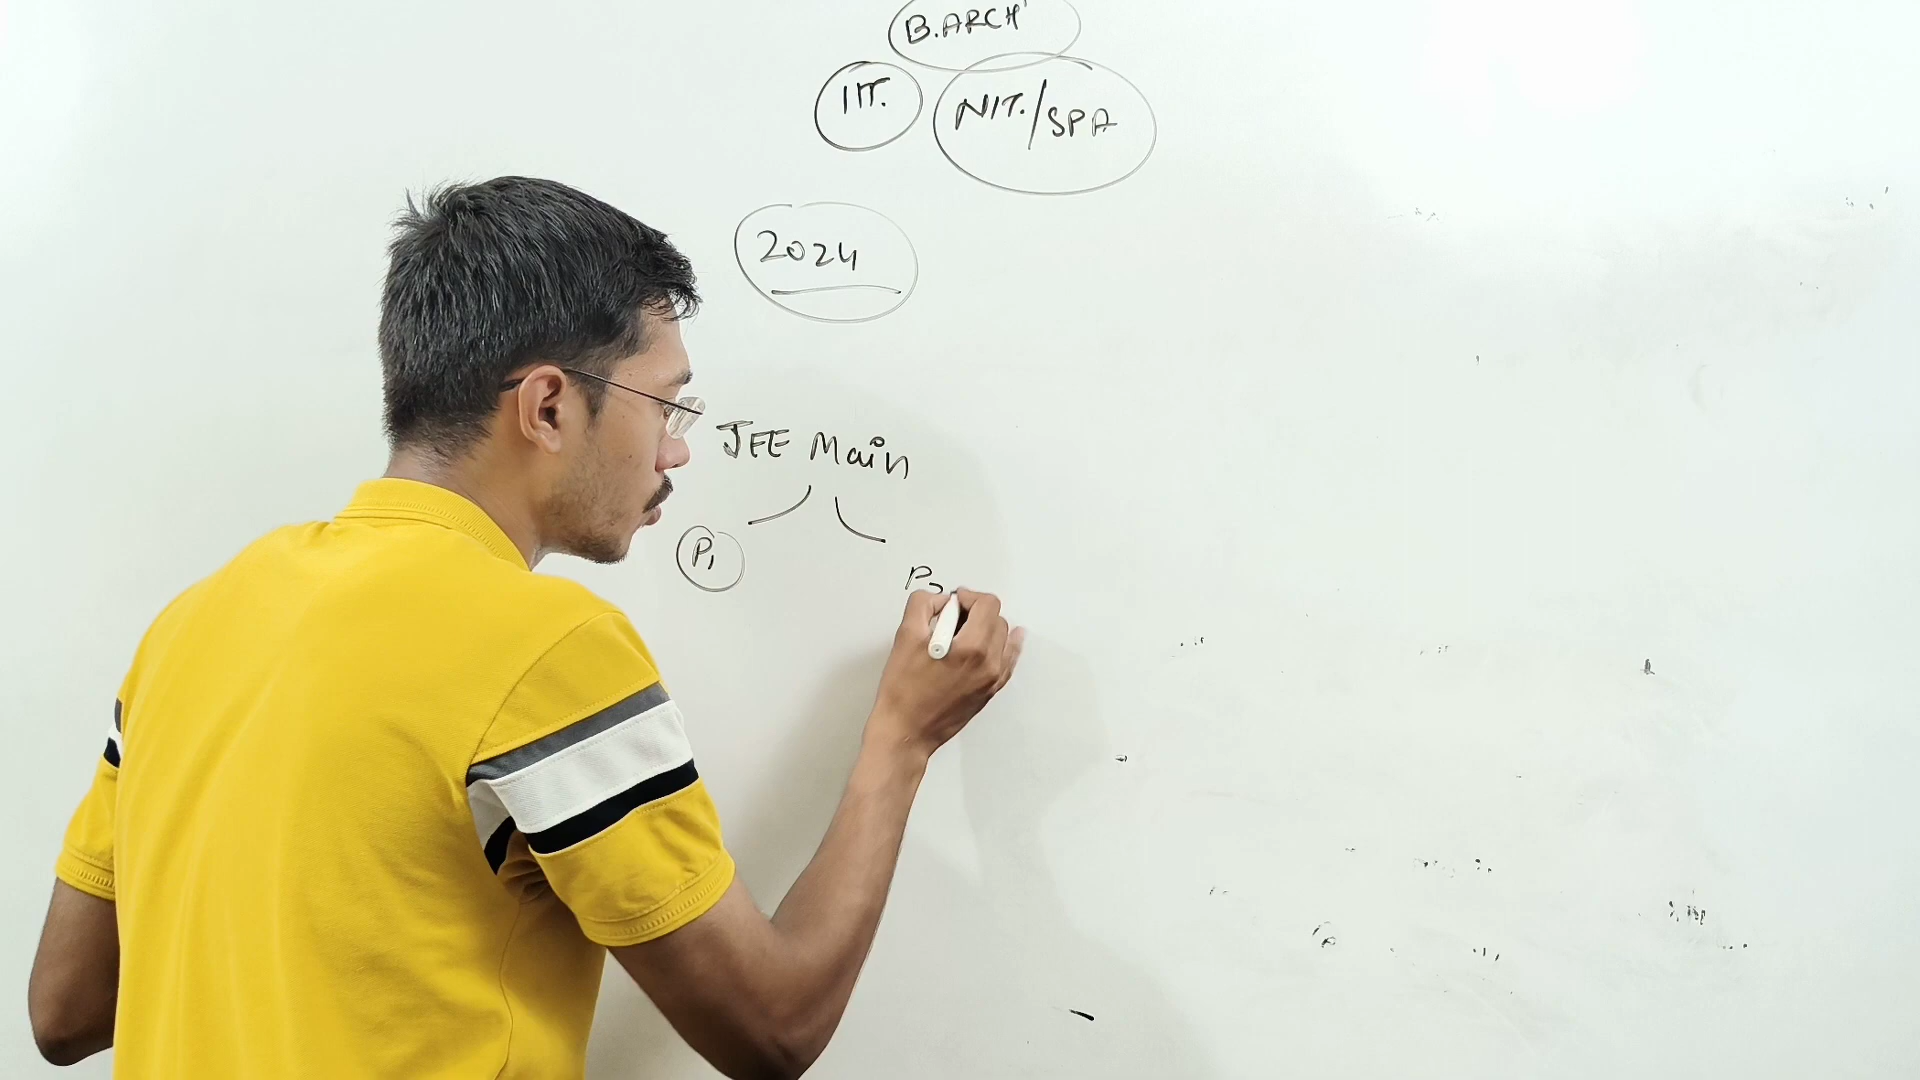 B.ARCH
IIT. NIT./SPA
2024
JEE Main
P1
P2